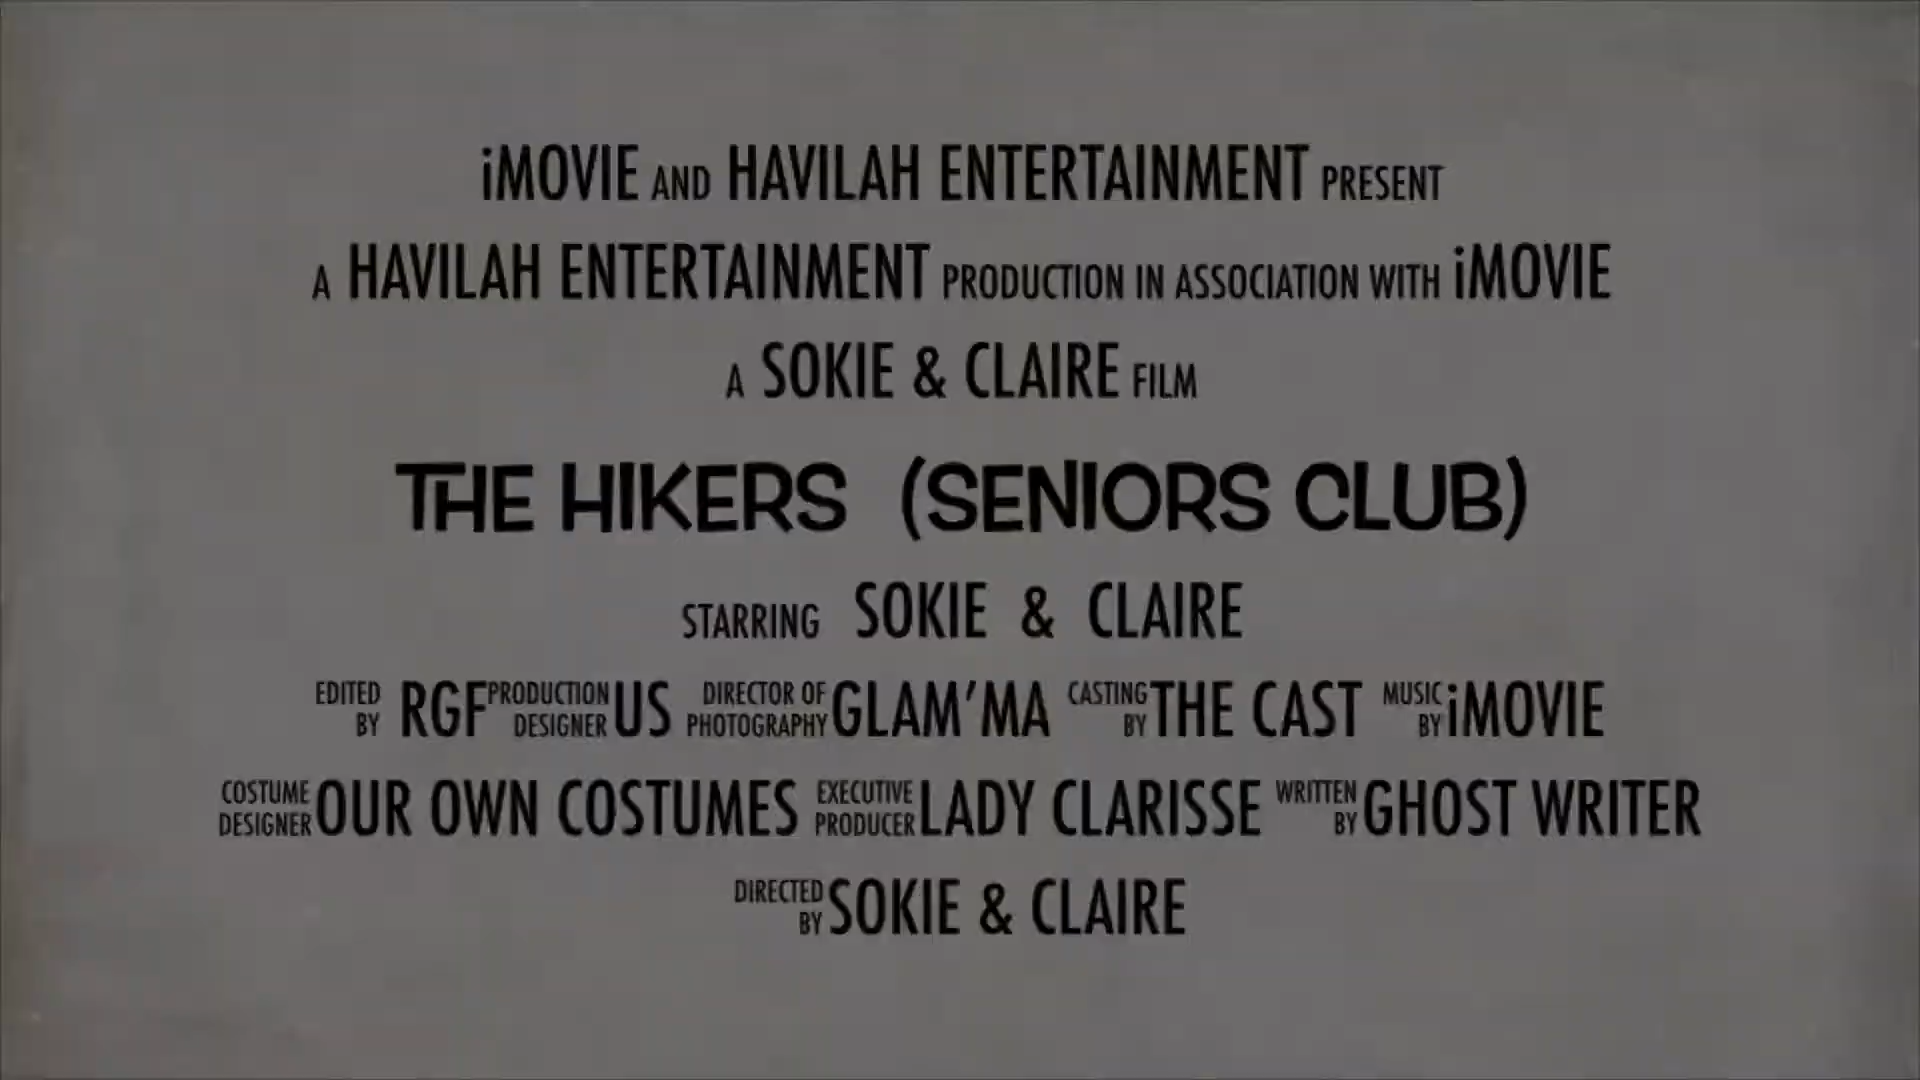 iMOVIE AND HAVILAH ENTERTAINMENT PRESENT
A HAVILAH ENTERTAINMENT PRODUCTION IN ASSOCIATION WITH iMOVIE
A SOKIE & CLAIRE FILM
THE HIKERS (SENIORS CLUB)
STARRING SOKIE & CLAIRE
EDITED BY RGF PRODUCTION DESIGNER US DIRECTOR OF PHOTOGRAPHY GLAM'MA CASTING BY THE CAST MUSIC BY iMOVIE
COSTUME DESIGNER OUR OWN COSTUMES EXECUTIVE PRODUCER LADY CLARISSE WRITTEN BY GHOST WRITER
DIRECTED BY SOKIE & CLAIRE